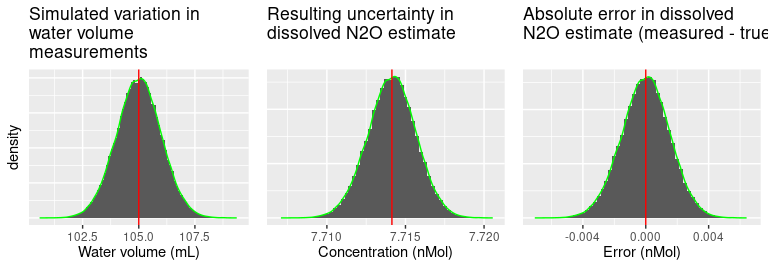 Simulated variation in
water volume
measurements
Resulting uncertainty in
dissolved N2O estimate
Absolute error in dissolved
N2O estimate (measured - true
density
102.5 105.0 107.5
Water volume (mL)
7.710 7.715 7.720
Concentration (nMol)
-0.004 0.000 0.004
Error (nMol)